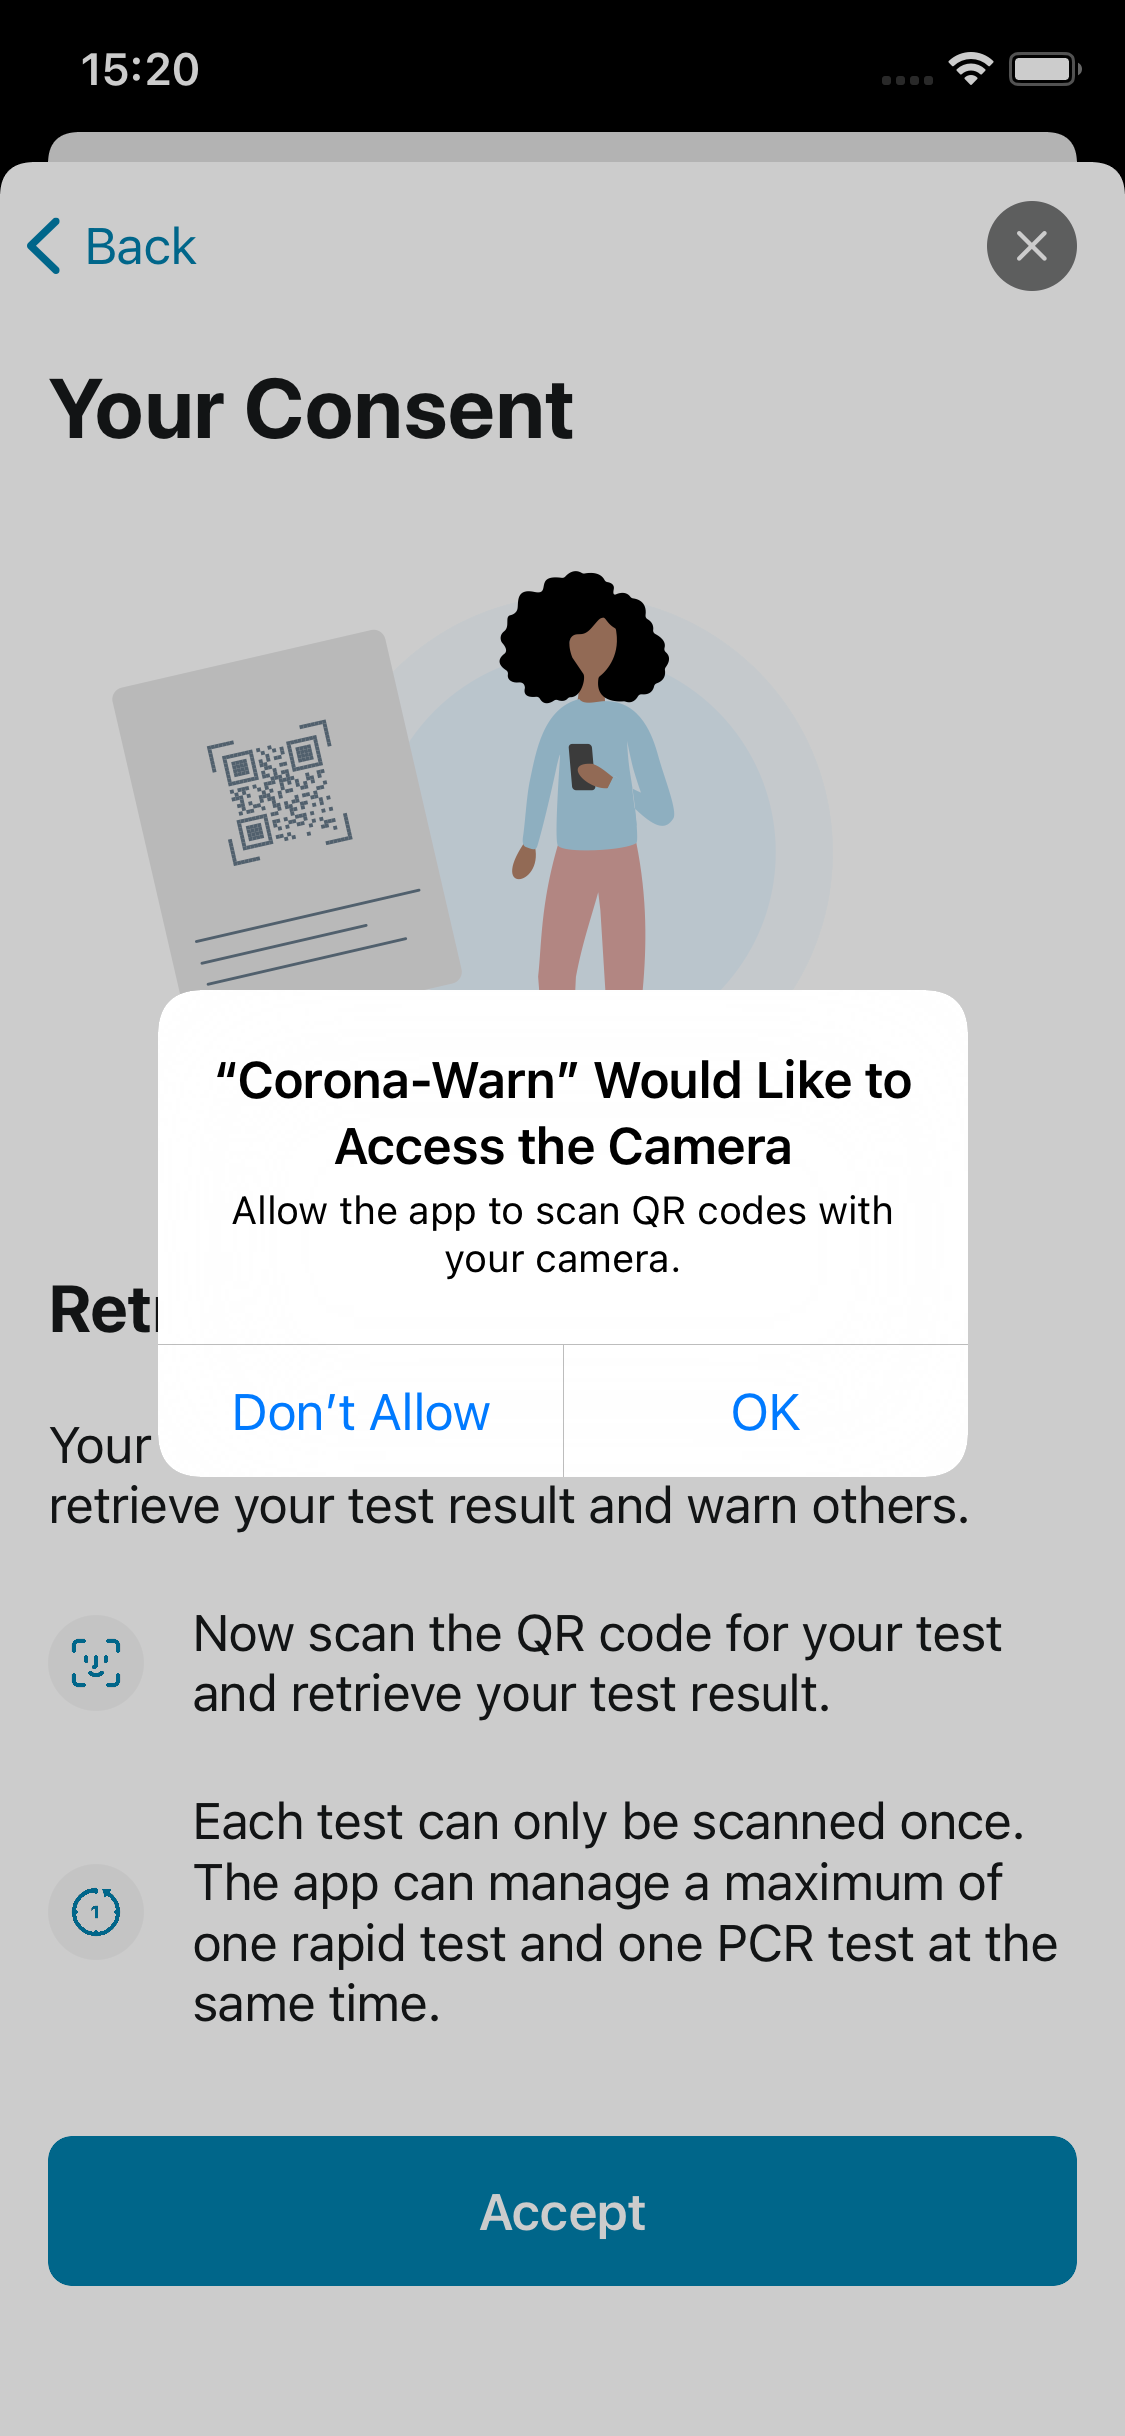 15:20
Back
Your Consent
“Corona-Warn” Would Like to
Access the Camera
Allow the app to scan QR codes with
your camera.
Don’t Allow
OK
Your
retrieve your test result and warn others.
Now scan the QR code for your test
and retrieve your test result.
1
Each test can only be scanned once.
The app can manage a maximum of
one rapid test and one PCR test at the
same time.
Accept